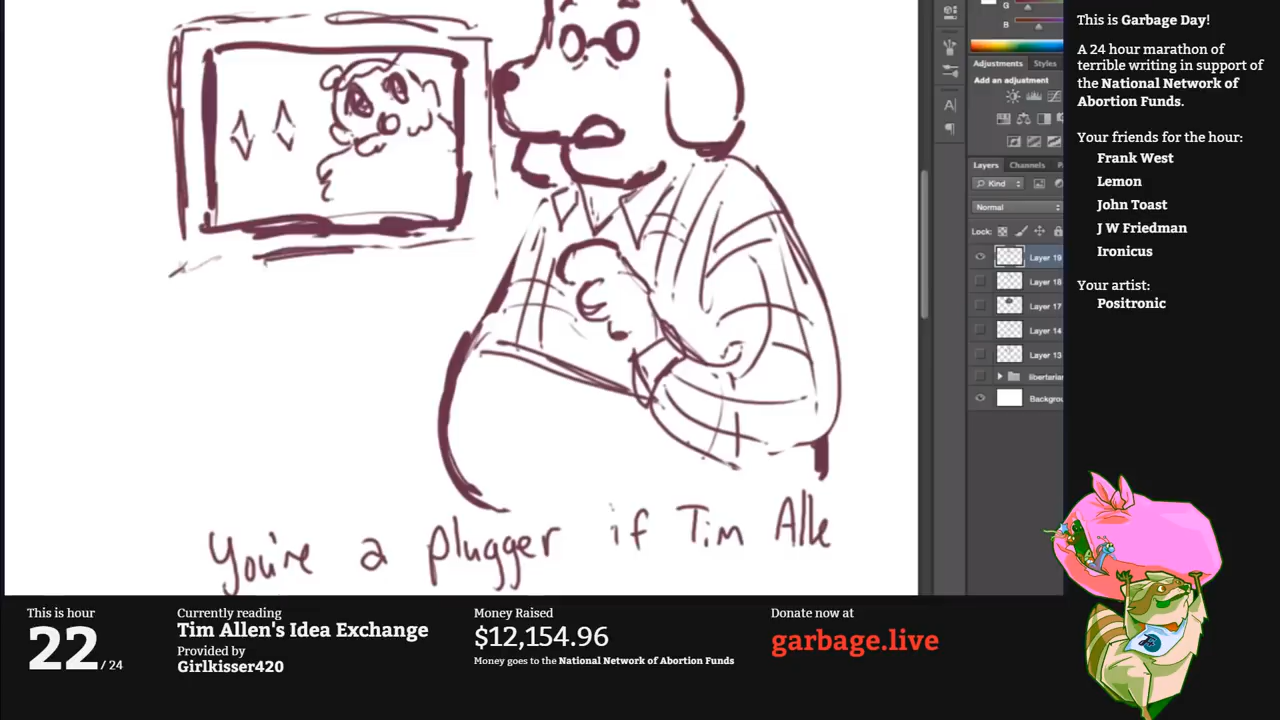 You're a plugger if Tim Alle
G
B
Adjustments Styles
Add an adjustment
Layers Channels
Kind
Normal
Lock:
Layer 19
Layer 18
Layer 17
Layer 14
Layer 13
libertaria
Backgrou
This is Garbage Day!
A 24 hour marathon of
terrible writing in support of
the National Network of
Abortion Funds.
Your friends for the hour:
Frank West
Lemon
John Toast
J W Friedman
Ironicus
Your artist:
Positronic
This is hour
22 / 24
Currently reading
Tim Allen's Idea Exchange
Provided by
Girlkisser420
Money Raised
$12,154.96
Money goes to the National Network of Abortion Funds
Donate now at
garbage.live